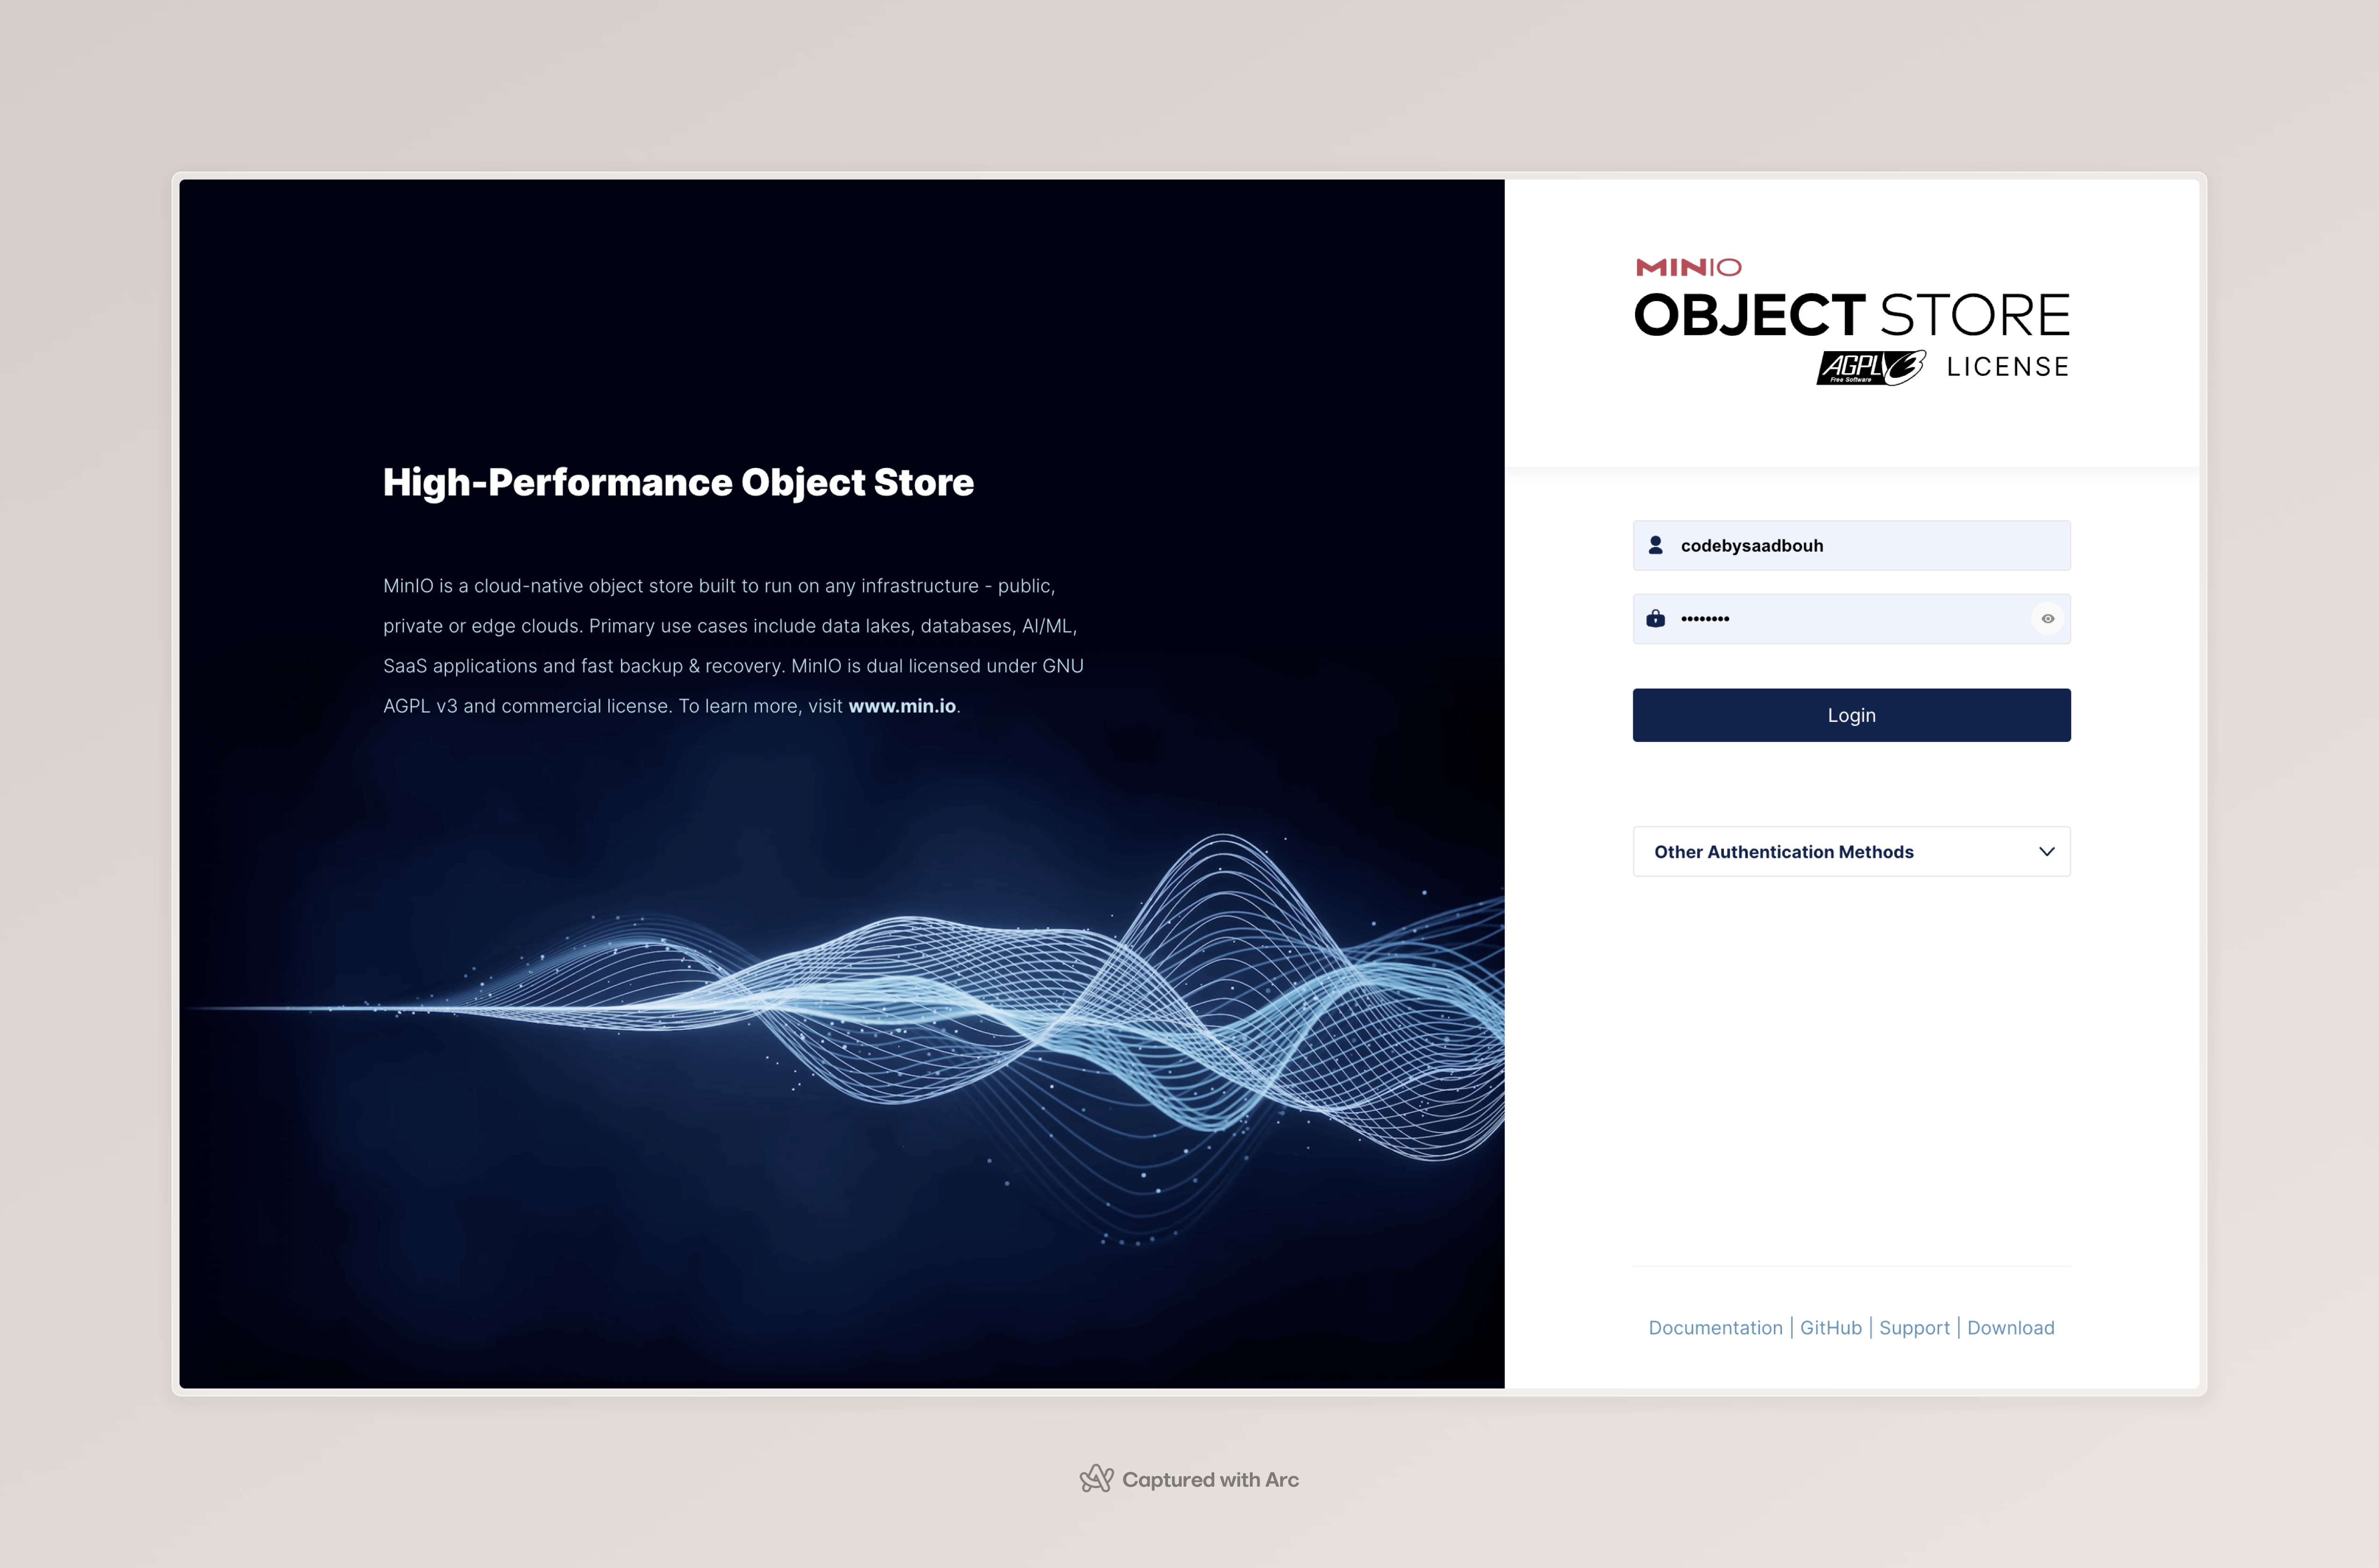 High-Performance Object Store
MinIO is a cloud-native object store built to run on any infrastructure - public,
private or edge clouds. Primary use cases include data lakes, databases, AI/ML,
SaaS applications and fast backup & recovery. MinIO is dual licensed under GNU
AGPL v3 and commercial license. To learn more, visit www.min.io.
MINIO
OBJECT STORE
AGPL v3 LICENSE
Free Software
codebysaadbouh
••••••••
Login
Other Authentication Methods
Documentation | GitHub | Support | Download
Captured with Arc